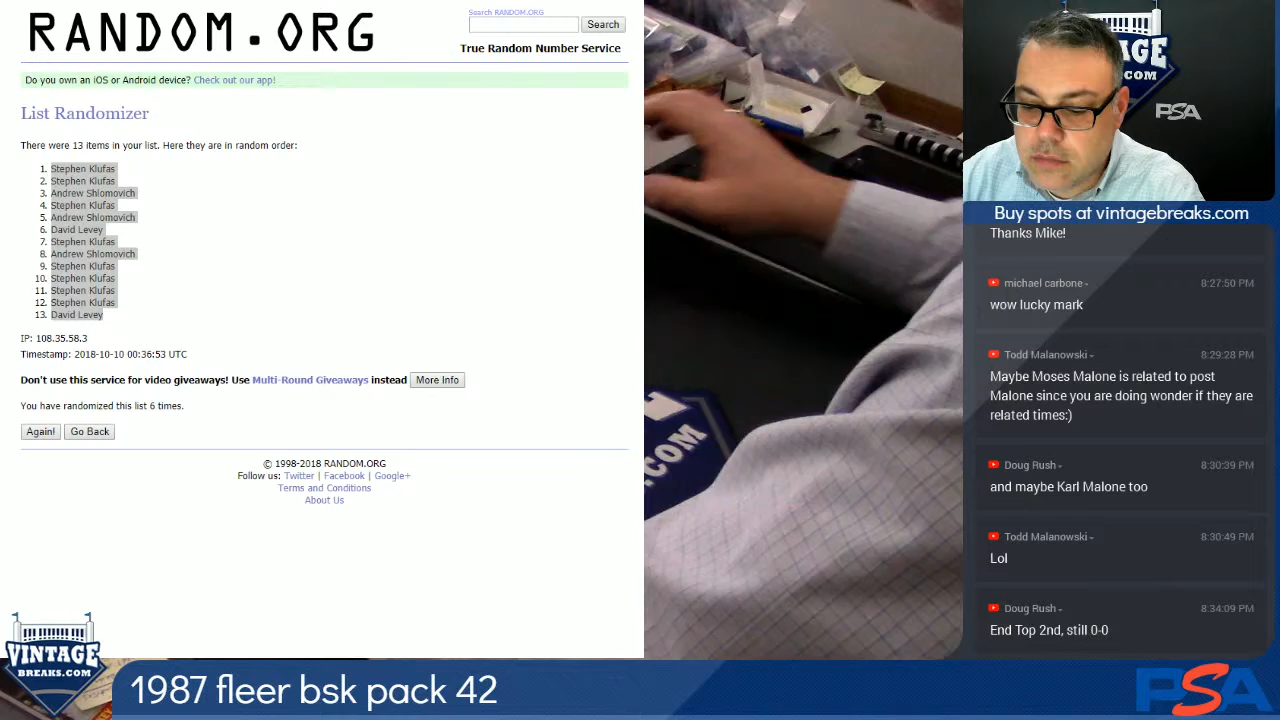 RANDOM.ORG
Search RANDOM.ORG
Search
True Random Number Service
Do you own an iOS or Android device? Check out our app!
List Randomizer
There were 13 items in your list. Here they are in random order:
1. Stephen Klufas
2. Stephen Klufas
3. Andrew Shlomovich
4. Stephen Klufas
5. Andrew Shlomovich
6. David Levey
7. Stephen Klufas
8. Andrew Shlomovich
9. Stephen Klufas
10. Stephen Klufas
11. Stephen Klufas
12. Stephen Klufas
13. David Levey
IP: 108.35.58.3
Timestamp: 2018-10-10 00:36:53 UTC
Don't use this service for video giveaways! Use Multi-Round Giveaways instead More Info
You have randomized this list 6 times.
Again! Go Back
© 1998-2018 RANDOM.ORG
Follow us: Twitter | Facebook | Google+
Terms and Conditions
About Us
.COM
VINTAGE
.COM
PSA
Buy spots at vintagebreaks.com
Thanks Mike!
michael carbone 8:27:50 PM
wow lucky mark
Todd Malanowski 8:29:28 PM
Maybe Moses Malone is related to post
Malone since you are doing wonder if they are
related times:)
Doug Rush 8:30:39 PM
and maybe Karl Malone too
Todd Malanowski 8:30:49 PM
Lol
Doug Rush 8:34:09 PM
End Top 2nd, still 0-0
VINTAGE
BREAKS.COM
1987 fleer bsk pack 42
PSA